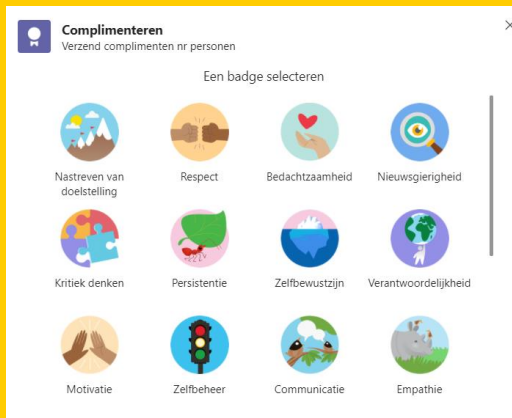 Complimenteren
Verzend complimenten nr personen
Een badge selecteren
Nastreven van
doelstelling
Respect
Bedachtzaamheid
Nieuwsgierigheid
Kritiek denken
Persistentie
Zelfbewustzijn
Verantwoordelijkheid
Motivatie
Zelfbeheer
Communicatie
Empathie